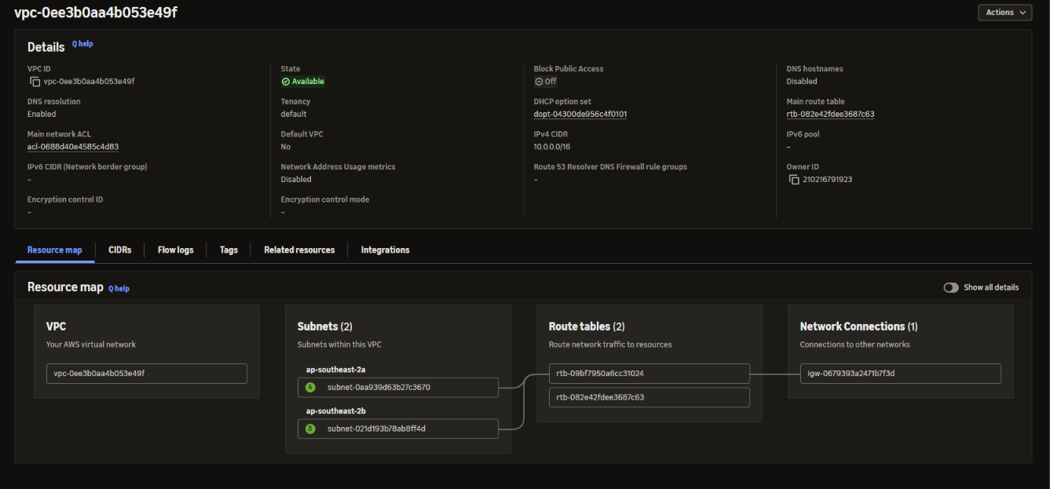 vpc-0ee3b0aa4b053e49f
Actions
Details
Q help
VPC ID
vpc-0ee3b0aa4b053e49f
State
Available
Block Public Access
Off
DNS hostnames
Disabled
DNS resolution
Enabled
Tenancy
default
DHCP option set
dopt-04300de956c4f0101
Main route table
rtb-082e42fdee3687c63
Main network ACL
acl-0688d40e4585c4d83
Default VPC
No
IPv4 CIDR
10.0.0.0/16
IPv6 pool
–
IPv6 CIDR (Network border group)
–
Network Address Usage metrics
Disabled
Route 53 Resolver DNS Firewall rule groups
–
Owner ID
210216791923
Encryption control ID
–
Encryption control mode
–
Resource map
CIDRs
Flow logs
Tags
Related resources
Integrations
Resource map
Q help
Show all details
VPC
Your AWS virtual network
vpc-0ee3b0aa4b053e49f
Subnets (2)
Subnets within this VPC
ap-southeast-2a
A subnet-0aa939d63b27c3670
ap-southeast-2b
B subnet-021d193b78ab8ff4d
Route tables (2)
Route network traffic to resources
rtb-09bf7950a6cc31024
rtb-082e42fdee3687c63
Network Connections (1)
Connections to other networks
igw-0679393a2471b7f3d